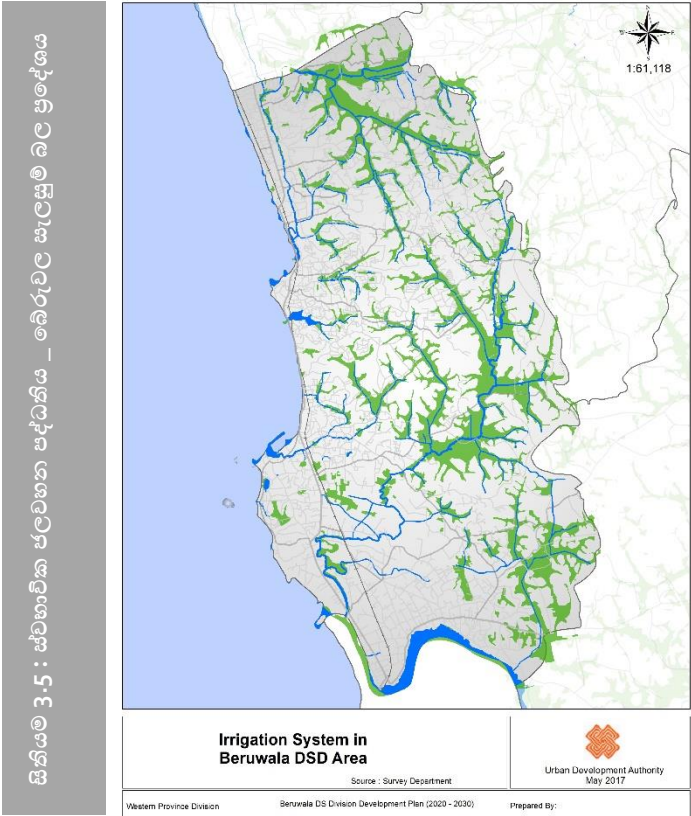 සිතියම 3.5 : ස්වභාවික ජලවහන පද්ධතිය _ බේරුවල සැලසුම් බල ප්‍රදේශය
1:61,118
Irrigation System in
Beruwala DSD Area
Source : Survey Department
Urban Development Authority
May 2017
Western Province Division
Beruwala DS Division Development Plan (2020 - 2030)
Prepared By: